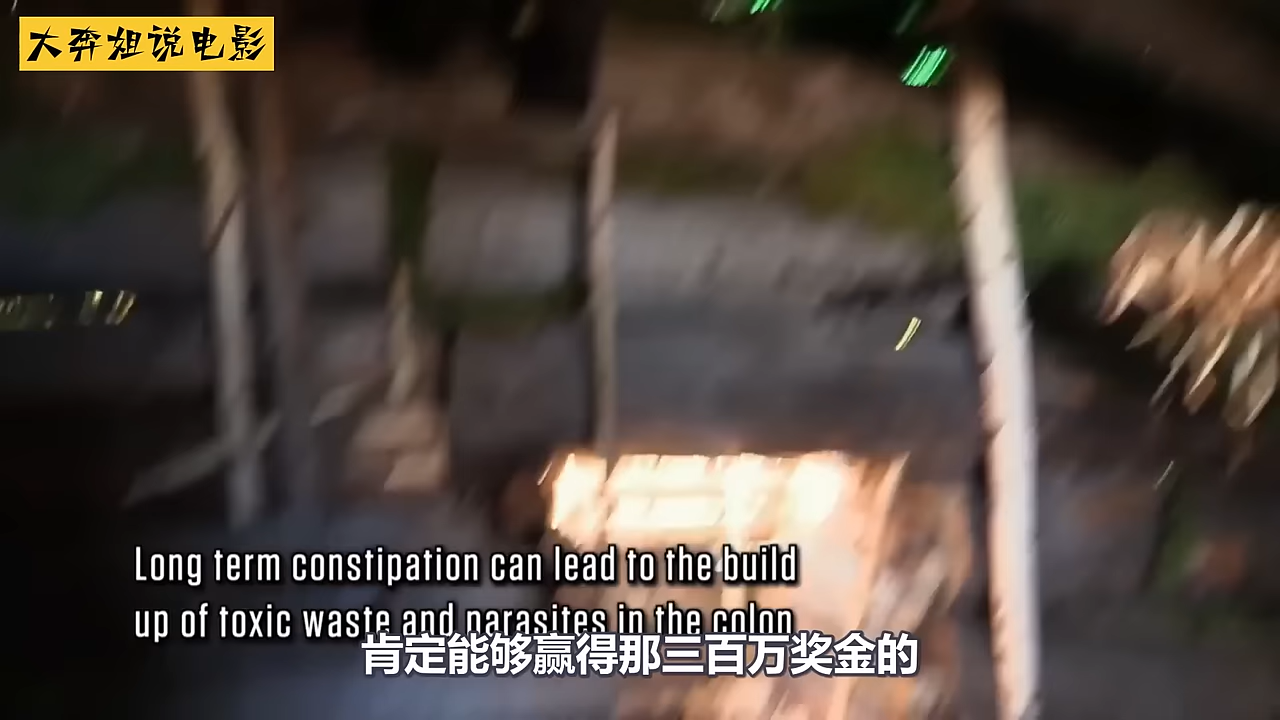 大奔姐说电影
Long term constipation can lead to the build
up of toxic waste and parasites in the colon
肯定能够赢得那三百万奖金的